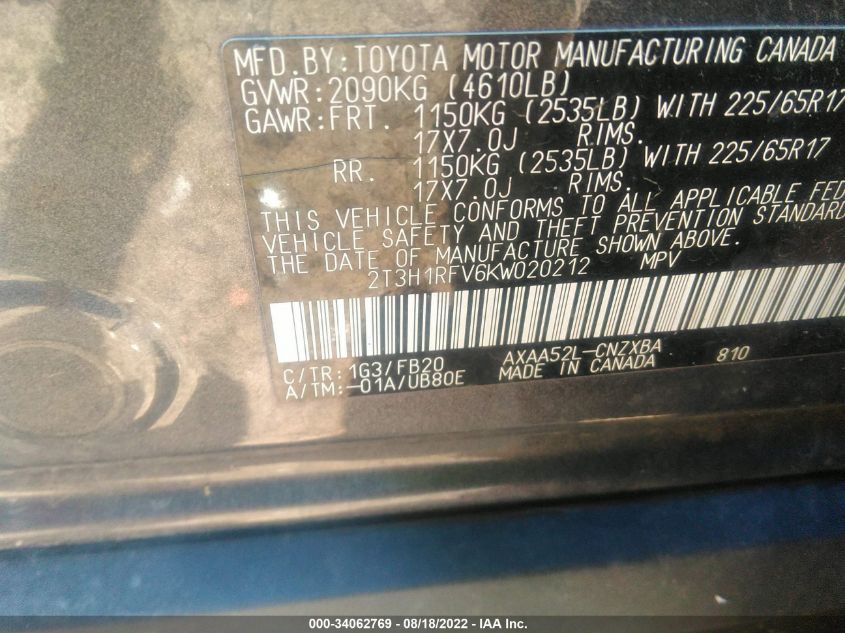 MFD.BY:TOYOTA MOTOR MANUFACTURING CANADA
GVWR:2090KG (4610LB)
GAWR:FRT. 1150KG (2535LB) WITH 225/65R17
17X7.0J RIMS.
RR. 1150KG (2535LB) WITH 225/65R17
17X7.0J RIMS.
THIS VEHICLE CONFORMS TO ALL APPLICABLE FED
VEHICLE SAFETY AND THEFT PREVENTION STANDARD
THE DATE OF MANUFACTURE SHOWN ABOVE.
2T3H1RFV6KW020212 MPV
C/TR: 1G3/FB20 AXAA52L-CNZXBA 810
A/TM:-01A/UB80E MADE IN CANADA
000-34062769 - 08/18/2022 - IAA Inc.